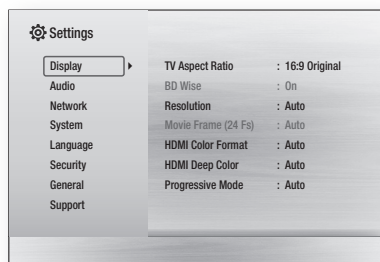 Settings
Display
Audio
Network
System
Language
Security
General
Support
TV Aspect Ratio : 16:9 Original
BD Wise : On
Resolution : Auto
Movie Frame (24 Fs) : Auto
HDMI Color Format : Auto
HDMI Deep Color : Auto
Progressive Mode : Auto